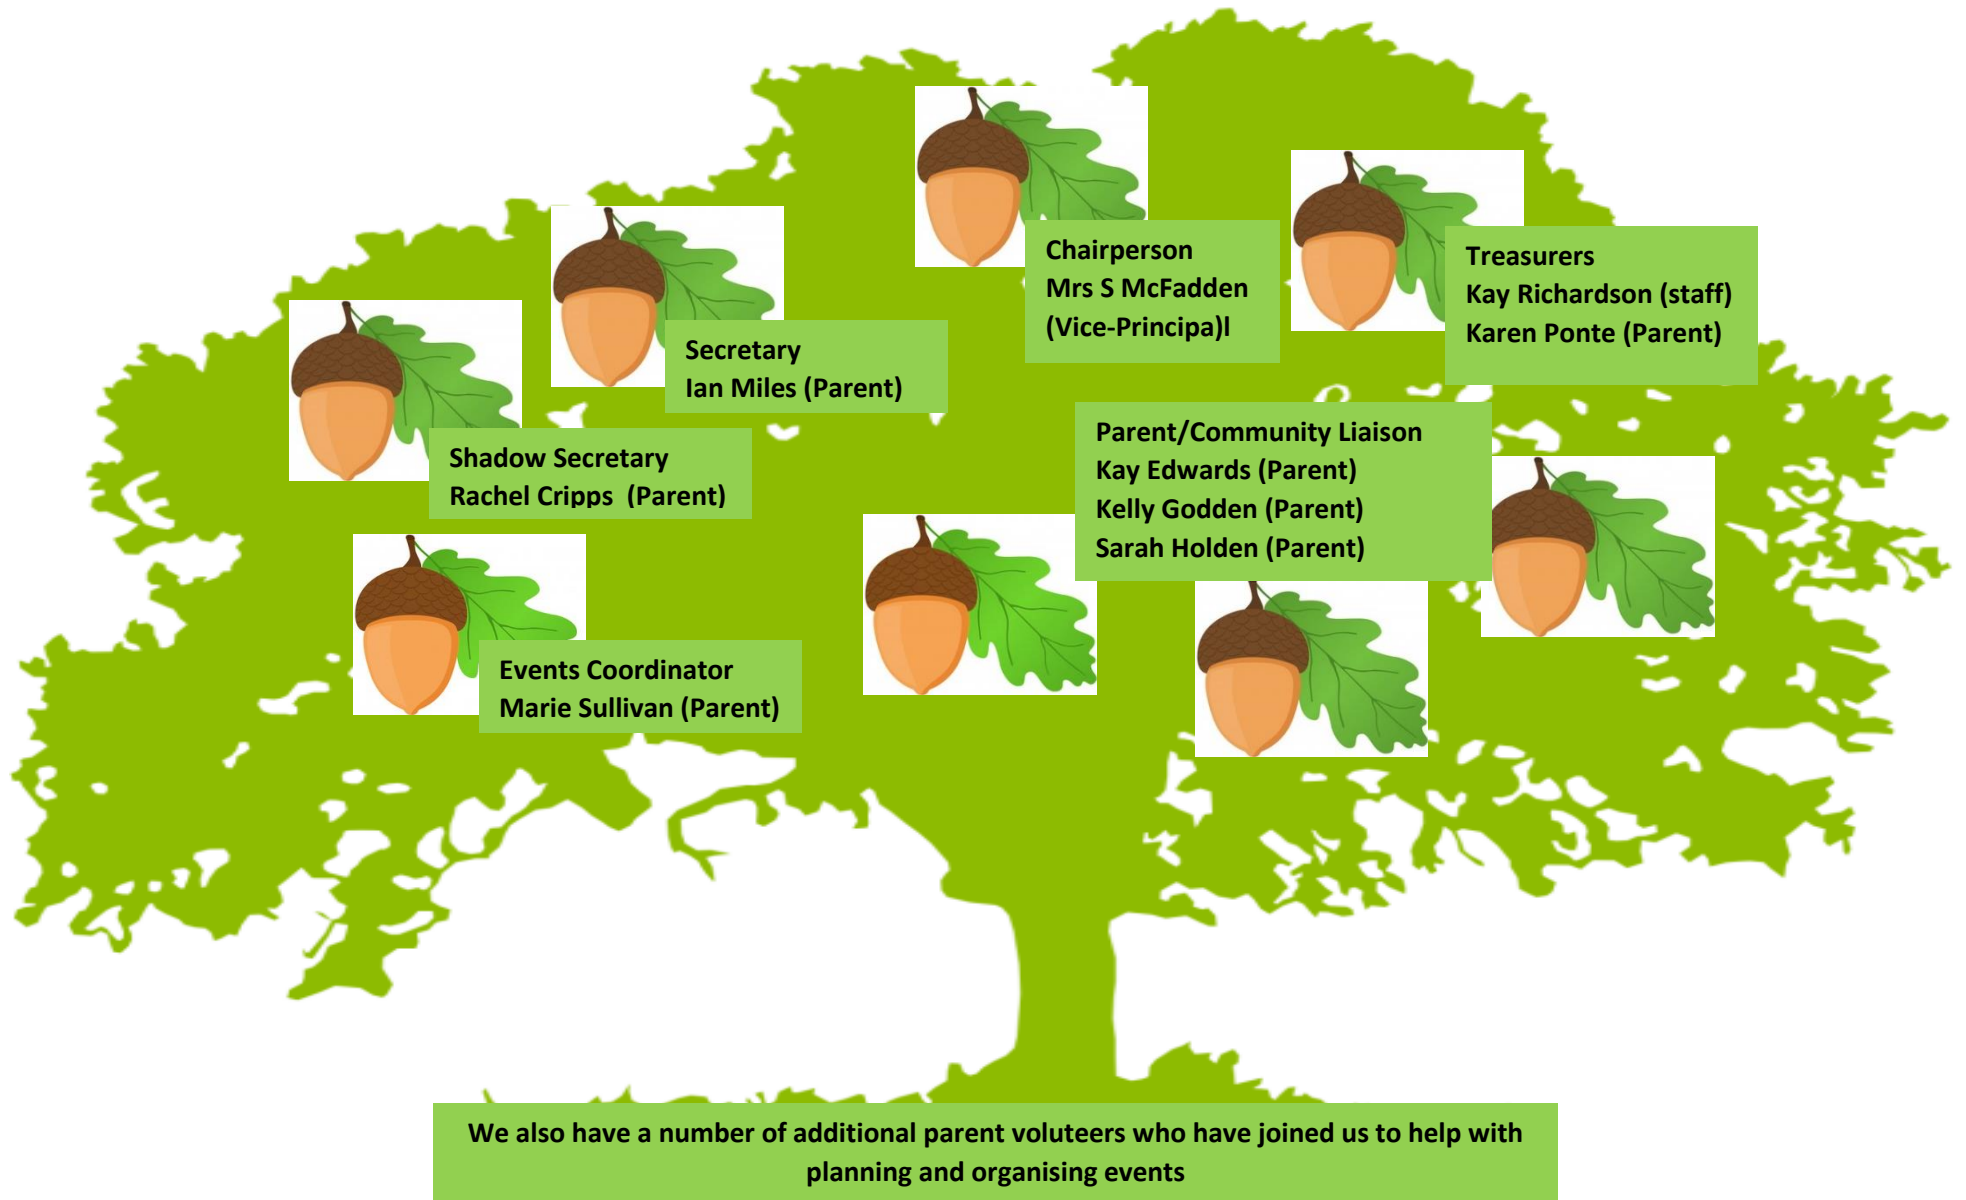 Chairperson
Mrs S McFadden
(Vice-Principa)l
Treasurers
Kay Richardson (staff)
Karen Ponte (Parent)
Secretary
Ian Miles (Parent)
Shadow Secretary
Rachel Cripps  (Parent)
Parent/Community Liaison
Kay Edwards (Parent)
Kelly Godden (Parent)
Sarah Holden (Parent)
Events Coordinator
Marie Sullivan (Parent)
We also have a number of additional parent voluteers who have joined us to help with
planning and organising events